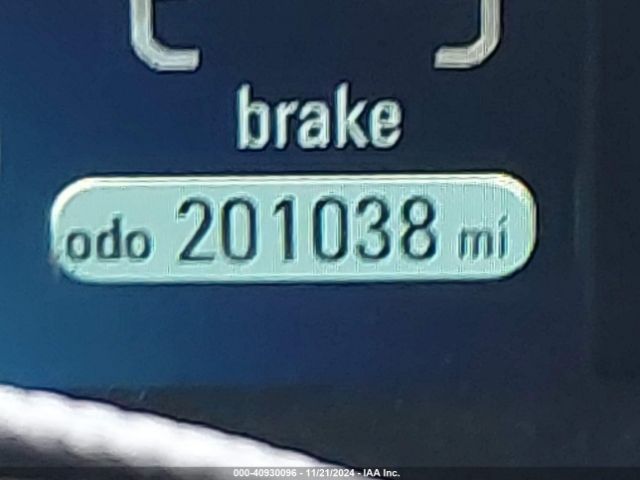 brake
odo 201038 mi
000-40930096 - 11/21/2024 - IAA Inc.